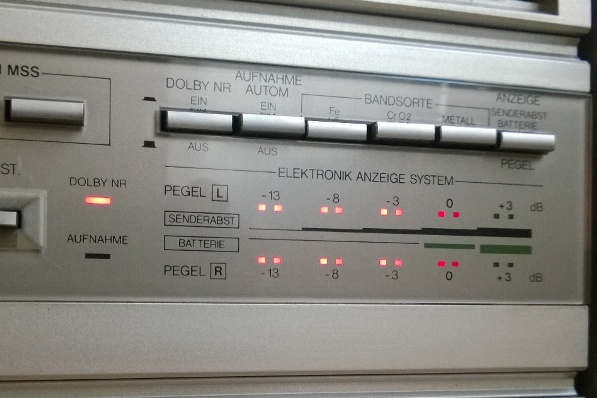 MSS
DOLBY NR
EIN
AUS
AUFNAHME
AUTOM.
EIN
AUS
BANDSORTE
Fe
CrO2
METALL
ANZEIGE
SENDERABST
BATTERIE
PEGEL
ELEKTRONIK ANZEIGE SYSTEM
ST.
DOLBY NR
AUFNAHME
PEGEL L -13 -8 -3 0 +3 dB
SENDERABST
BATTERIE
PEGEL R -13 -8 -3 0 +3 dB